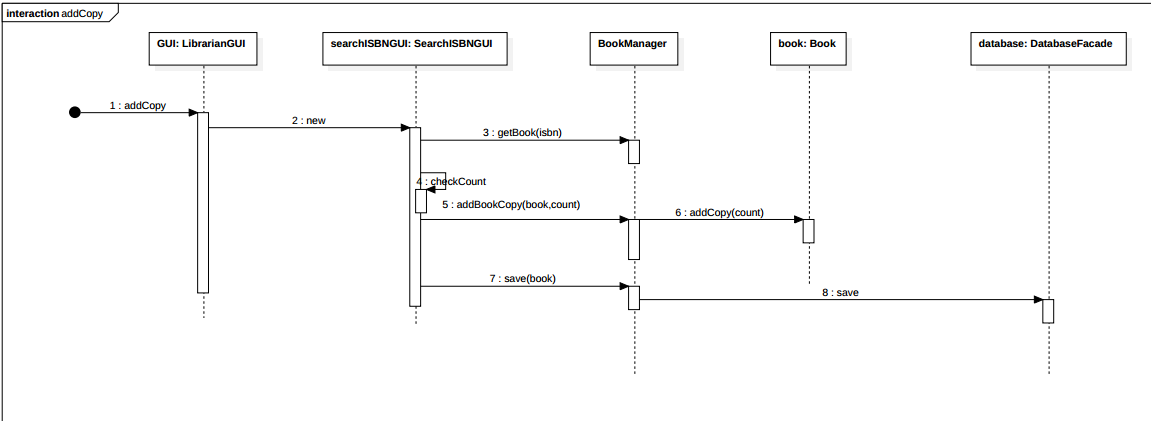 interaction addCopy
GUI: LibrarianGUI
searchISBNGUI: SearchISBNGUI
BookManager
book: Book
database: DatabaseFacade
1 : addCopy
2 : new
3 : getBook(isbn)
4 : checkCount
5 : addBookCopy(book,count)
6 : addCopy(count)
7 : save(book)
8 : save